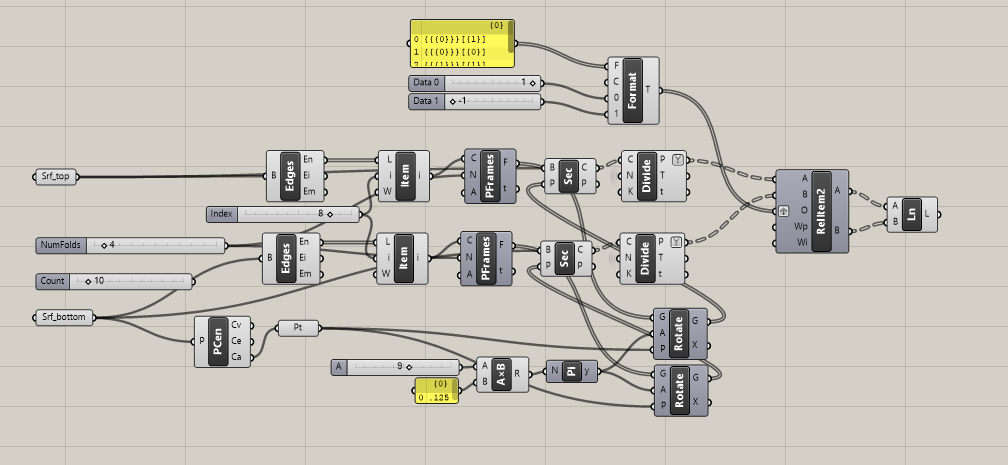 {0}
0 {{{0}}}[{1}]
1 {{{0}}}[{0}]
Data 0 1
Data 1 -1
F
C
0
1
Format
T
Srf_top
B
Edges
En
Ei
Em
L
i
W
Item
E
i
C
N
A
PFrames
F
t
B
P
Sec
C
P
C
N
K
Divide
P
T
t
Index 8
NumFolds 4
Count 10
Srf_bottom
B
Edges
En
Ei
Em
L
i
W
Item
i
C
N
A
PFrames
F
t
B
P
Sec
C
P
C
N
K
Divide
P
T
t
A
B
O
Wp
Wi
RelItem2
A
B
A
B
Ln
L
P
PCen
Cv
Ce
Ca
Pt
A 9
{0}
0 .125
A
B
A×B
R
N
Pi
y
G
A
P
Rotate
G
X
G
A
P
Rotate
G
X